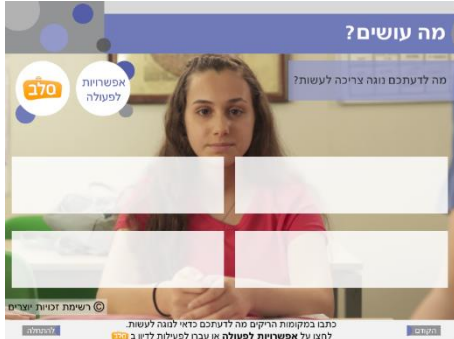 מה עושים?
מה לדעתכם נוגה צריכה לעשות?
אפשרויות
לפעולה
סלב
© רשימת זכויות יוצרים
הקודם
כתבו במקומות הריקים מה לדעתכם כדאי לנוגה לעשות.
לחצו על אפשרויות לפעולה או עברו לפעילות לדיון ב סלב
להתחלה